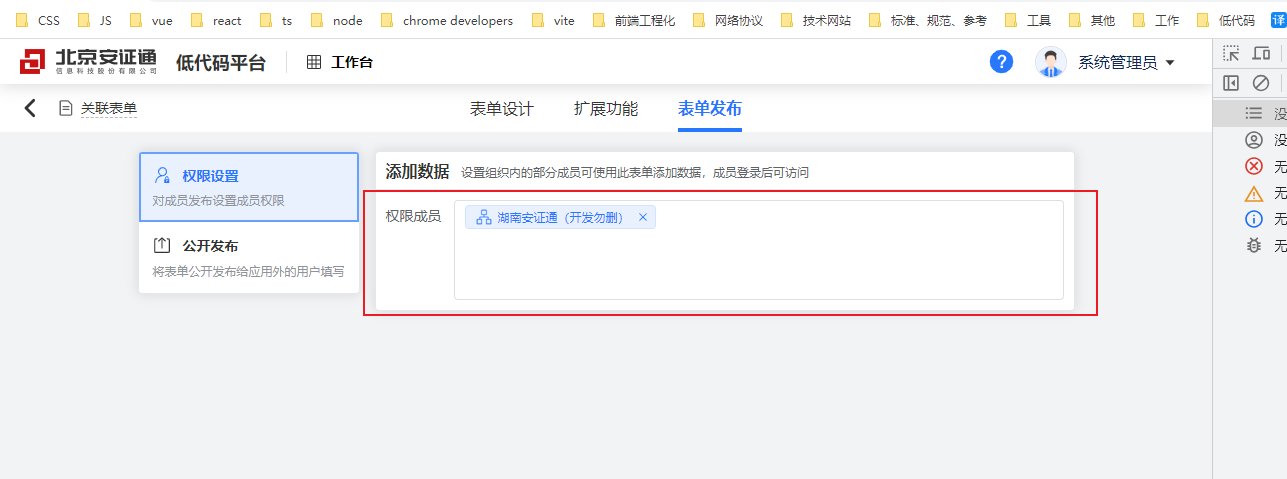 CSS JS vue react ts node chrome developers vite 前端工程化 网络协议 技术网站 标准、规范、参考 工具 其他 工作 低代码 译
北京安证通 低代码平台 工作台 ? 系统管理员
信息科技股份有限公司
关联表单 表单设计 扩展功能 表单发布
权限设置
对成员发布设置成员权限
公开发布
将表单公开发布给应用外的用户填写
添加数据 设置组织内的部分成员可使用此表单添加数据，成员登录后可访问
权限成员 湖南安证通（开发勿删） ×
没
没
无
无
无
无